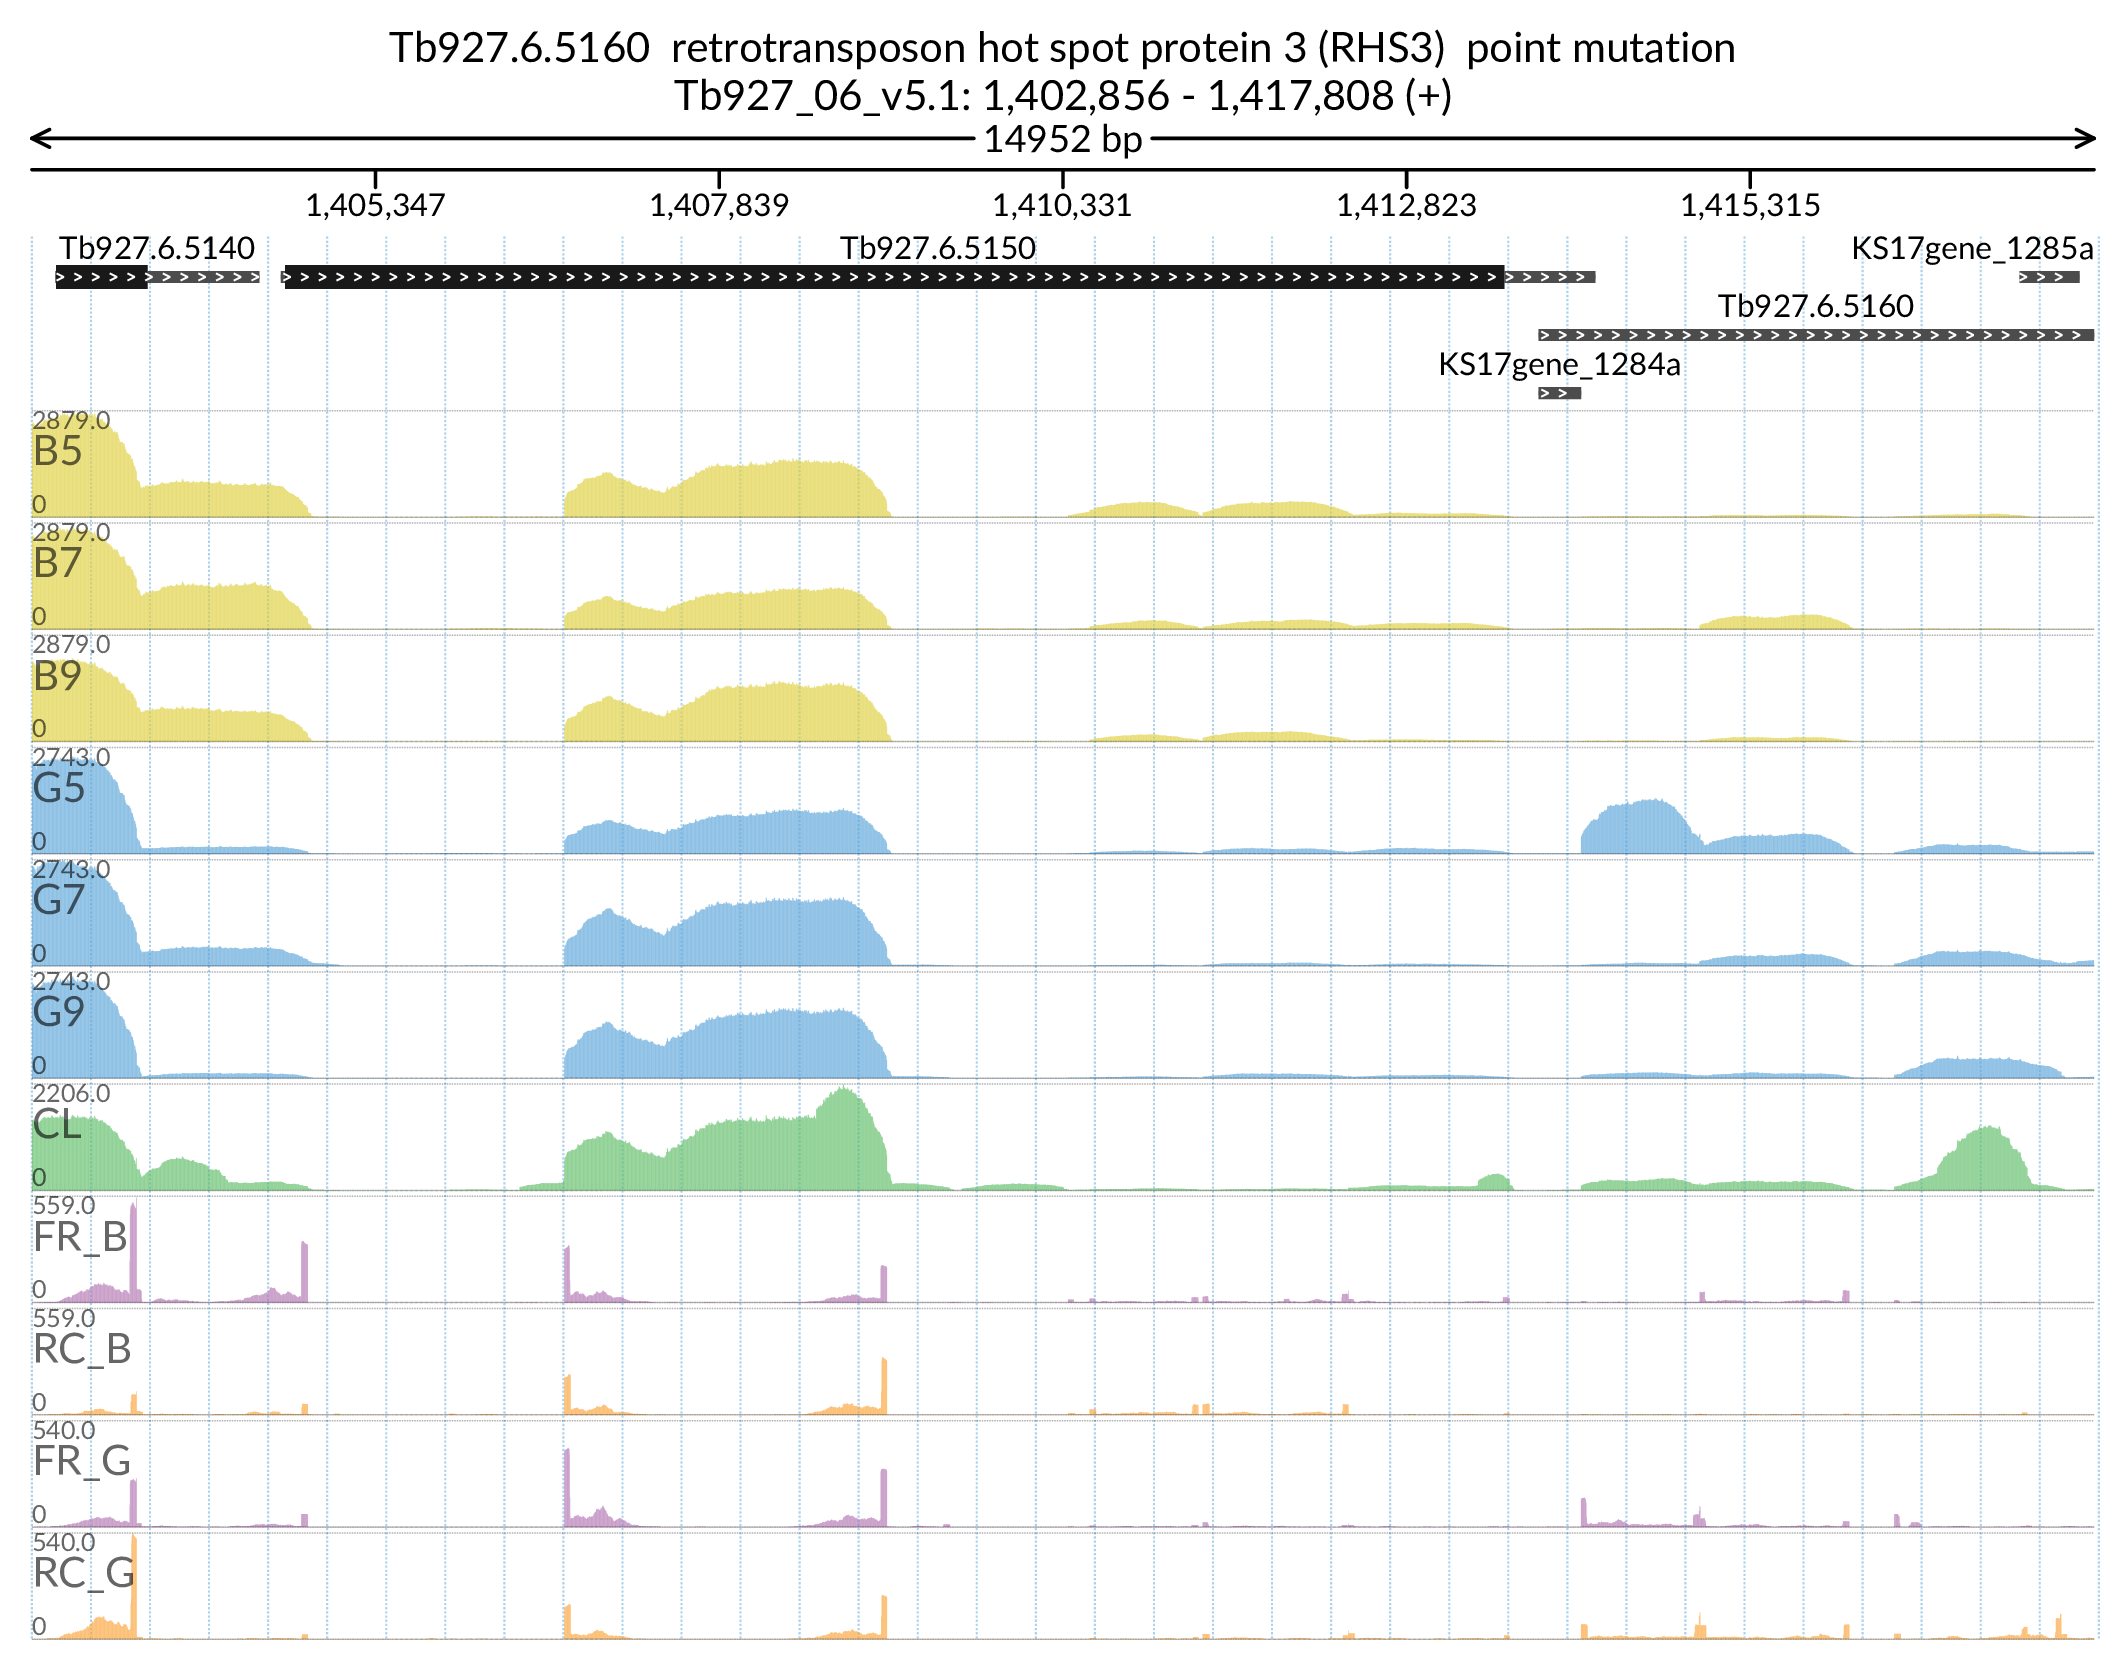 Tb927.6.5160  retrotransposon hot spot protein 3 (RHS3)  point mutation
Tb927_06_v5.1: 1,402,856 - 1,417,808 (+)
14952 bp
1,405,347 1,407,839 1,410,331 1,412,823 1,415,315
Tb927.6.5140 Tb927.6.5150 KS17gene_1285a
Tb927.6.5160
KS17gene_1284a
2879.0
B5
0
2879.0
B7
0
2879.0
B9
0
2743.0
G5
0
2743.0
G7
0
2743.0
G9
0
2206.0
CL
0
559.0
FR_B
0
559.0
RC_B
0
540.0
FR_G
0
540.0
RC_G
0